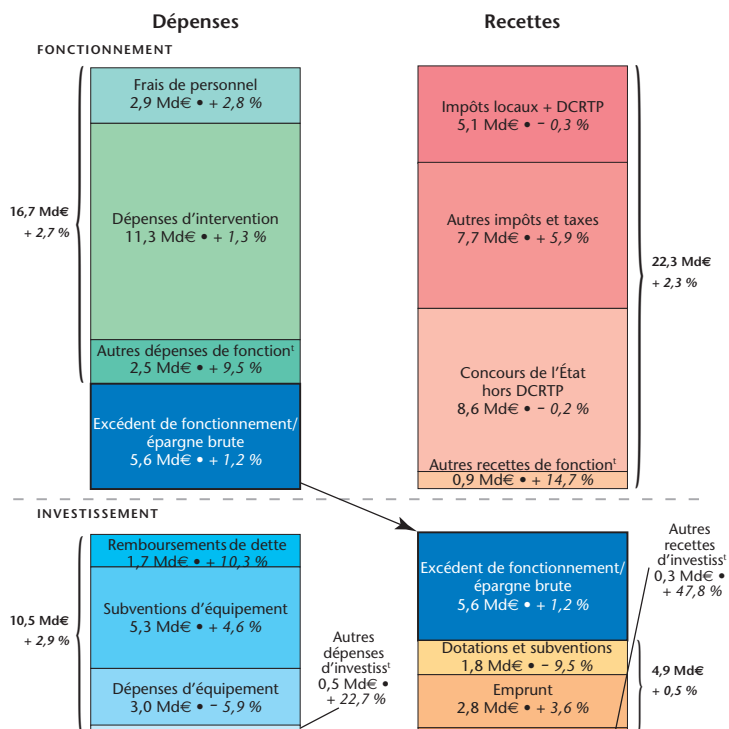 Dépenses
Recettes
FONCTIONNEMENT
Frais de personnel
2,9 Md€ • + 2,8 %
Dépenses d'intervention
11,3 Md€ • + 1,3 %
Autres dépenses de fonctionᵗ
2,5 Md€ • + 9,5 %
16,7 Md€
+ 2,7 %
Excédent de fonctionnement/
épargne brute
5,6 Md€ • + 1,2 %
Impôts locaux + DCRTP
5,1 Md€ • − 0,3 %
Autres impôts et taxes
7,7 Md€ • + 5,9 %
Concours de l'État
hors DCRTP
8,6 Md€ • − 0,2 %
Autres recettes de fonctionᵗ
0,9 Md€ • + 14,7 %
22,3 Md€
+ 2,3 %
INVESTISSEMENT
Remboursements de dette
1,7 Md€ • + 10,3 %
Subventions d'équipement
5,3 Md€ • + 4,6 %
Dépenses d'équipement
3,0 Md€ • − 5,9 %
10,5 Md€
+ 2,9 %
Autres
dépenses
d'investissᵗ
0,5 Md€ •
+ 22,7 %
Excédent de fonctionnement/
épargne brute
5,6 Md€ • + 1,2 %
Dotations et subventions
1,8 Md€ • − 9,5 %
Emprunt
2,8 Md€ • + 3,6 %
Autres
recettes
d'investissᵗ
0,3 Md€ •
+ 47,8 %
4,9 Md€
+ 0,5 %